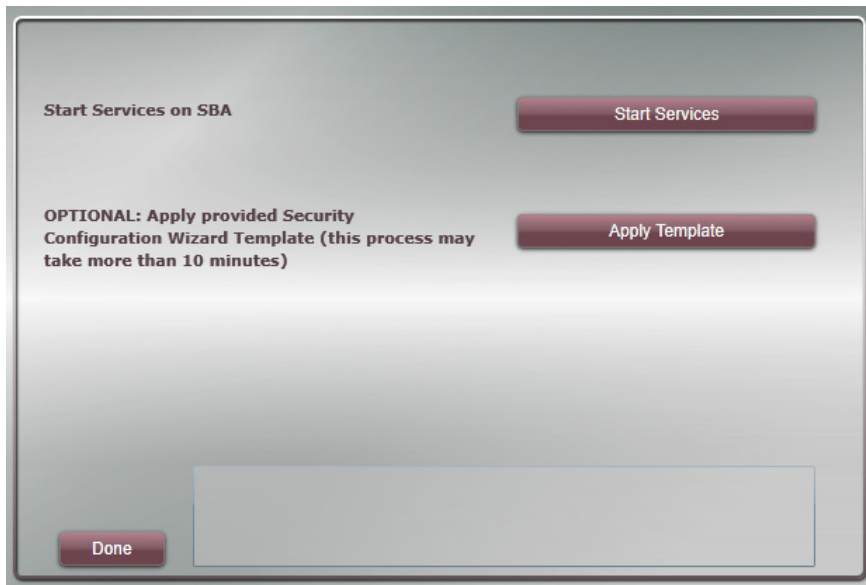 Start Services on SBA
Start Services
OPTIONAL: Apply provided Security
Configuration Wizard Template (this process may
take more than 10 minutes)
Apply Template
Done